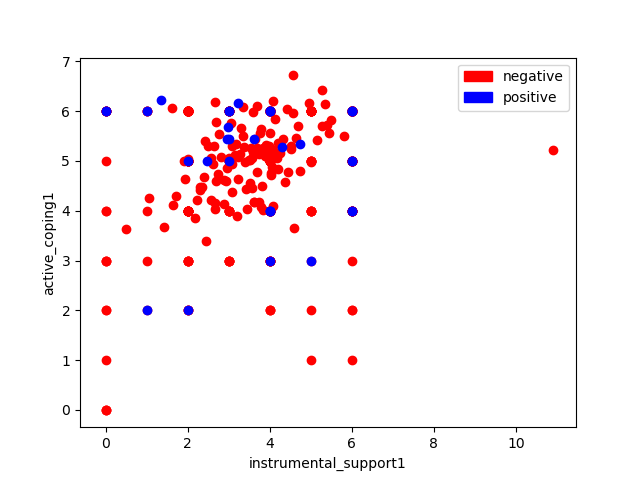 negative
positive
7
6
5
4
3
2
1
0
active_coping1
0 2 4 6 8 10
instrumental_support1